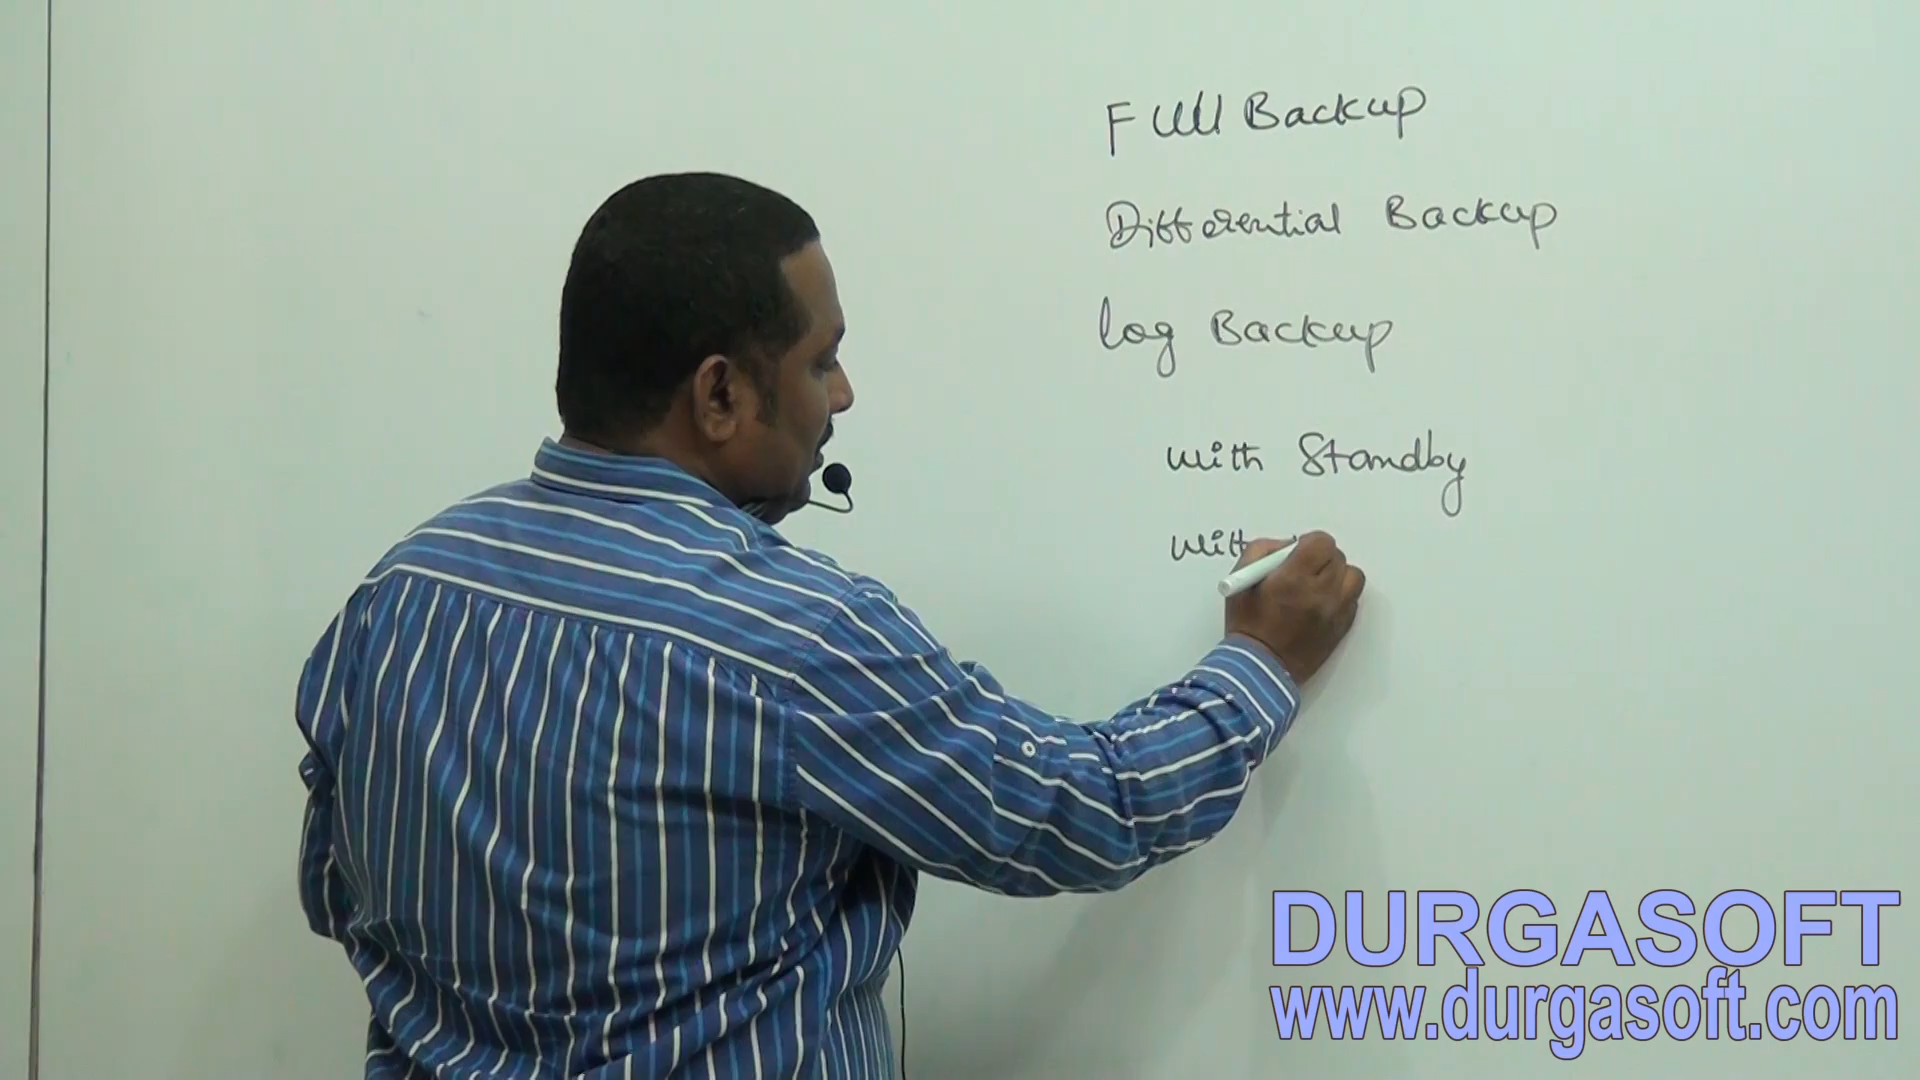 Full Backup
Differential Backup
log Backup
with Standby
with
DURGASOFT
www.durgasoft.com